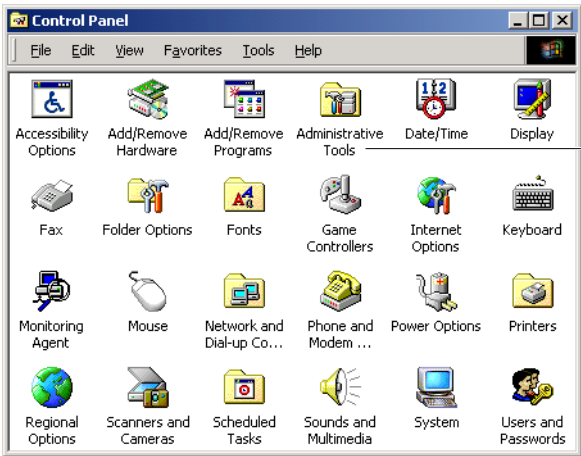 Control Panel
File Edit View Favorites Tools Help
Accessibility Options
Add/Remove Hardware
Add/Remove Programs
Administrative Tools
Date/Time
Display
Fax
Folder Options
Fonts
Game Controllers
Internet Options
Keyboard
Monitoring Agent
Mouse
Network and Dial-up Co...
Phone and Modem ...
Power Options
Printers
Regional Options
Scanners and Cameras
Scheduled Tasks
Sounds and Multimedia
System
Users and Passwords